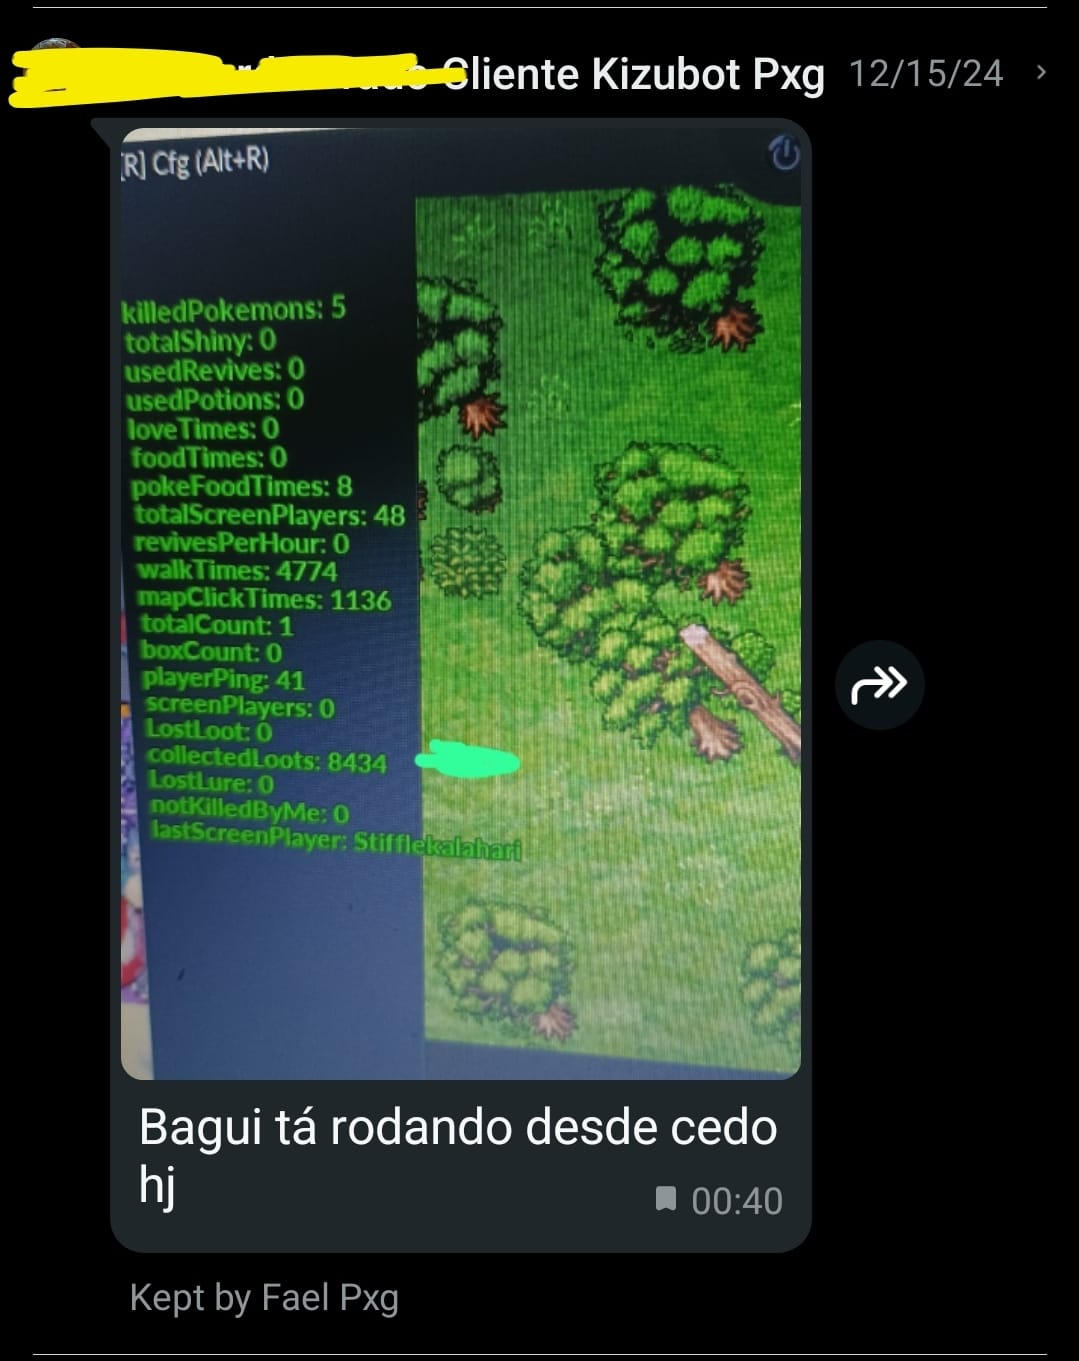 Cliente Kizubot Pxg 12/15/24
[R] Cfg (Alt+R)
killedPokemons: 5
totalShiny: 0
usedRevives: 0
usedPotions: 0
loveTimes: 0
foodTimes: 0
pokeFoodTimes: 8
totalScreenPlayers: 48
revivesPerHour: 0
walkTimes: 4774
mapClickTimes: 1136
totalCount: 1
boxCount: 0
playerPing: 41
screenPlayers: 0
LostLoot: 0
collectedLoots: 8434
LostLure: 0
notKilledByMe: 0
lastScreenPlayer: Stifflekalahari
Bagui tá rodando desde cedo
hj
00:40
Kept by Fael Pxg